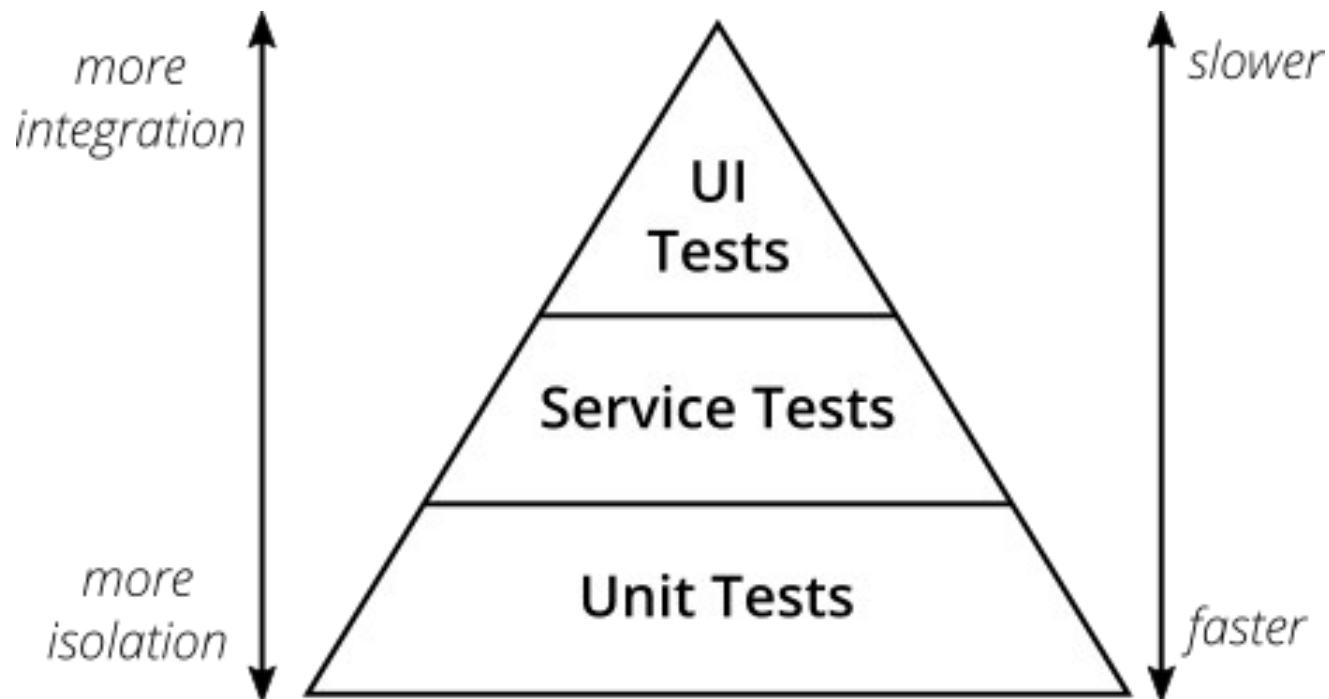 more
integration
slower
UI
Tests
Service Tests
Unit Tests
more
isolation
faster